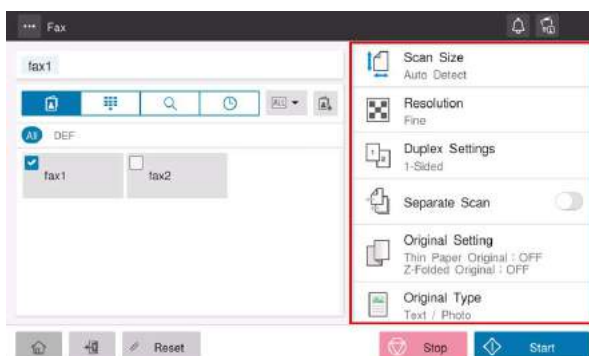 Fax
fax1
ALL
All DEF
fax1
fax2
Scan Size
Auto Detect
Resolution
Fine
Duplex Settings
1-Sided
Separate Scan
Original Setting
Thin Paper Original : OFF
Z-Folded Original : OFF
Original Type
Text / Photo
Reset
Stop
Start